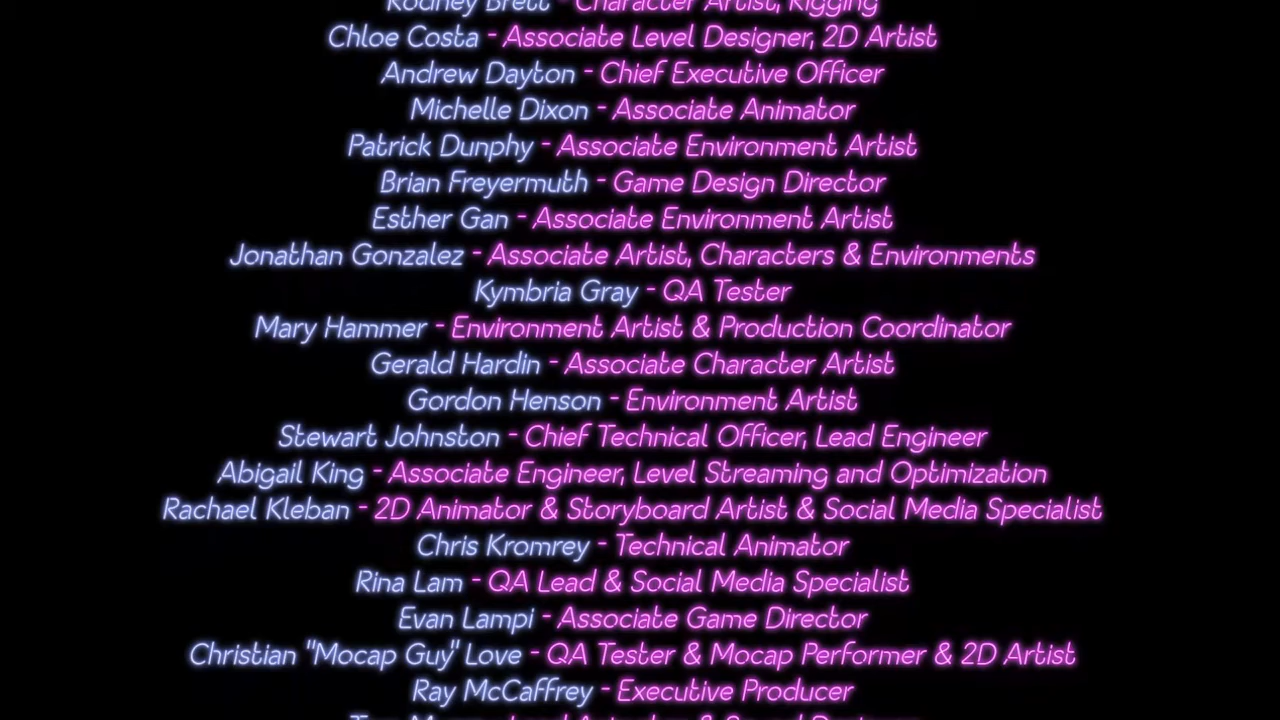 Rodney Brett - Character Artist, Rigging
Chloe Costa - Associate Level Designer, 2D Artist
Andrew Dayton - Chief Executive Officer
Michelle Dixon - Associate Animator
Patrick Dunphy - Associate Environment Artist
Brian Freyermuth - Game Design Director
Esther Gan - Associate Environment Artist
Jonathan Gonzalez - Associate Artist, Characters & Environments
Kymbria Gray - QA Tester
Mary Hammer - Environment Artist & Production Coordinator
Gerald Hardin - Associate Character Artist
Gordon Henson - Environment Artist
Stewart Johnston - Chief Technical Officer, Lead Engineer
Abigail King - Associate Engineer, Level Streaming and Optimization
Rachael Kleban - 2D Animator & Storyboard Artist & Social Media Specialist
Chris Kromrey - Technical Animator
Rina Lam - QA Lead & Social Media Specialist
Evan Lampi - Associate Game Director
Christian "Mocap Guy" Love - QA Tester & Mocap Performer & 2D Artist
Ray McCaffrey - Executive Producer